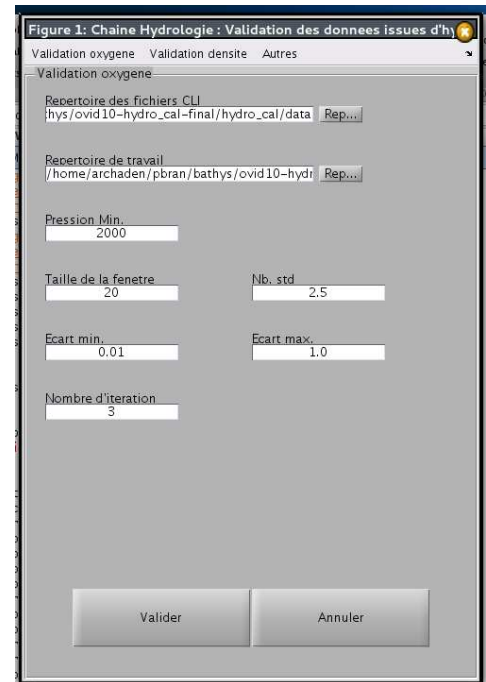 Figure 1: Chaine Hydrologie : Validation des donnees issues d'hy
Validation oxygene Validation densite Autres
Validation oxygene
Repertoire des fichiers CLI
:hys/ovid10-hydro_cal-final/hydro_cal/data Rep...
Repertoire de travail
/home/archaden/pbran/bathys/ovid10-hydr Rep...
Pression Min.
2000
Taille de la fenetre Nb. std
20 2.5
Ecart min. Ecart max.
0.01 1.0
Nombre d'iteration
3
Valider Annuler